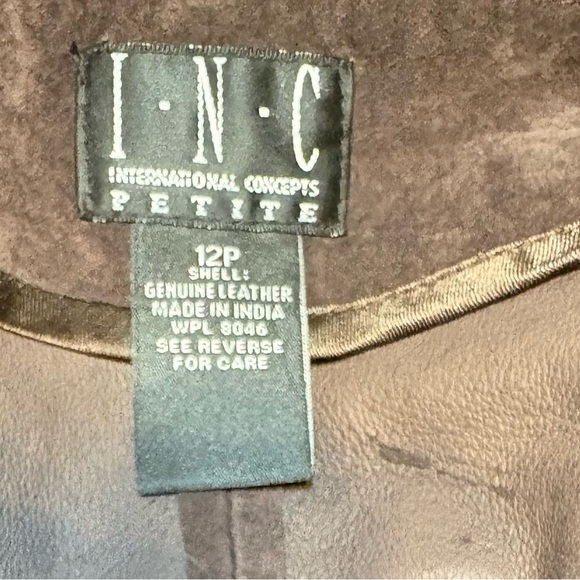 I·N·C
INTERNATIONAL CONCEPTS
PETITE
12P
SHELL:
GENUINE LEATHER
MADE IN INDIA
WPL 8046
SEE REVERSE
FOR CARE